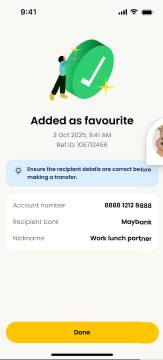 9:41
Added as favourite
3 Oct 2025, 9:41 AM
Ref ID: 106713456
Ensure the recipient details are correct before
making a transfer.
Account number 8888 1212 8888
Recipient bank Maybank
Nickname Work lunch partner
Done